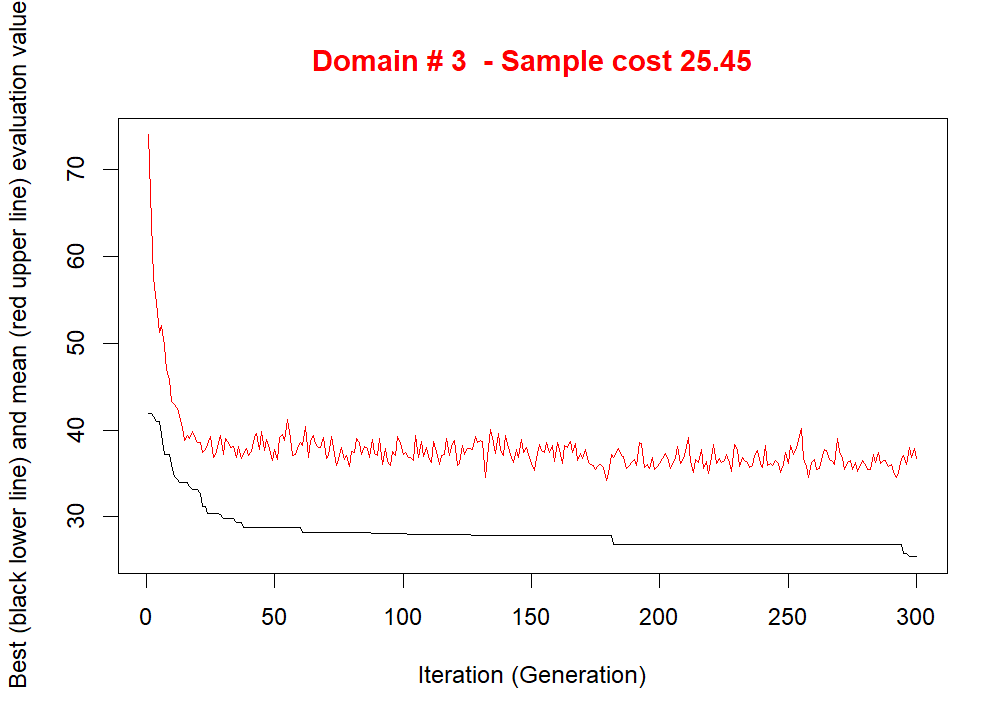 Domain # 3  - Sample cost 25.45
Best (black lower line) and mean (red upper line) evaluation value
70
60
50
40
30
0 50 100 150 200 250 300
Iteration (Generation)